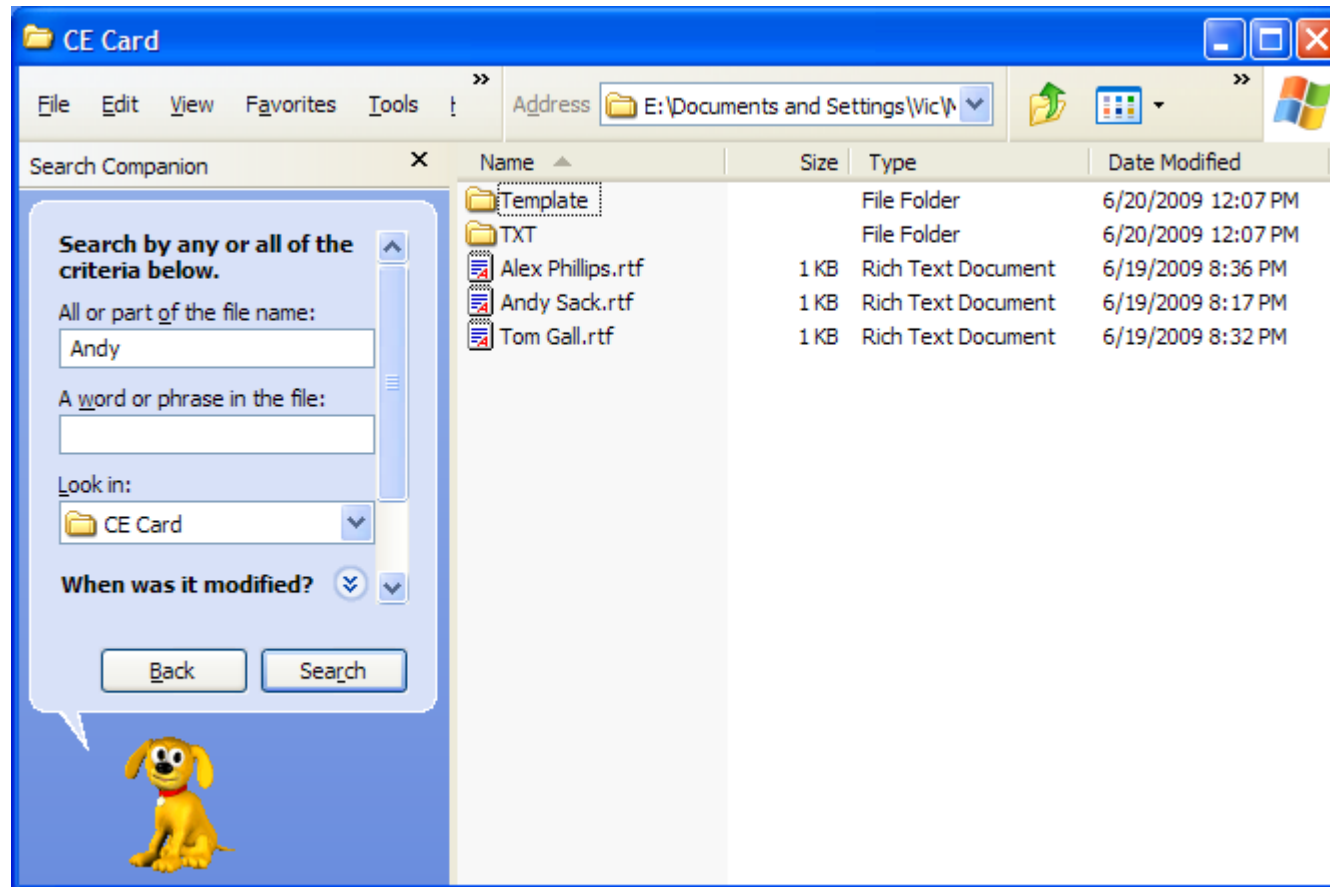 CE Card
File Edit View Favorites Tools » Address E:\Documents and Settings\Vic\ »
Search Companion
Name Size Type Date Modified
Search by any or all of the
criteria below.
All or part of the file name:
Andy
A word or phrase in the file:
Look in:
CE Card
When was it modified?
Back Search
Template File Folder 6/20/2009 12:07 PM
TXT File Folder 6/20/2009 12:07 PM
Alex Phillips.rtf 1 KB Rich Text Document 6/19/2009 8:36 PM
Andy Sack.rtf 1 KB Rich Text Document 6/19/2009 8:17 PM
Tom Gall.rtf 1 KB Rich Text Document 6/19/2009 8:32 PM